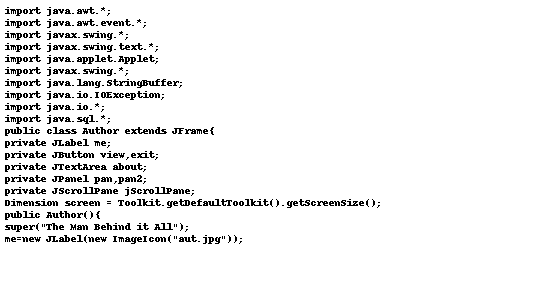 import java.awt.*;
import java.awt.event.*;
import javax.swing.*;
import javax.swing.text.*;
import java.applet.Applet;
import javax.swing.*;
import java.lang.StringBuffer;
import java.io.IOException;
import java.io.*;
import java.sql.*;
public class Author extends JFrame{
private JLabel me;
private JButton view,exit;
private JTextArea about;
private JPanel pan,pan2;
private JScrollPane jScrollPane;
Dimension screen = Toolkit.getDefaultToolkit().getScreenSize();
public Author(){
super("The Man Behind it All");
me=new JLabel(new ImageIcon("aut.jpg"));